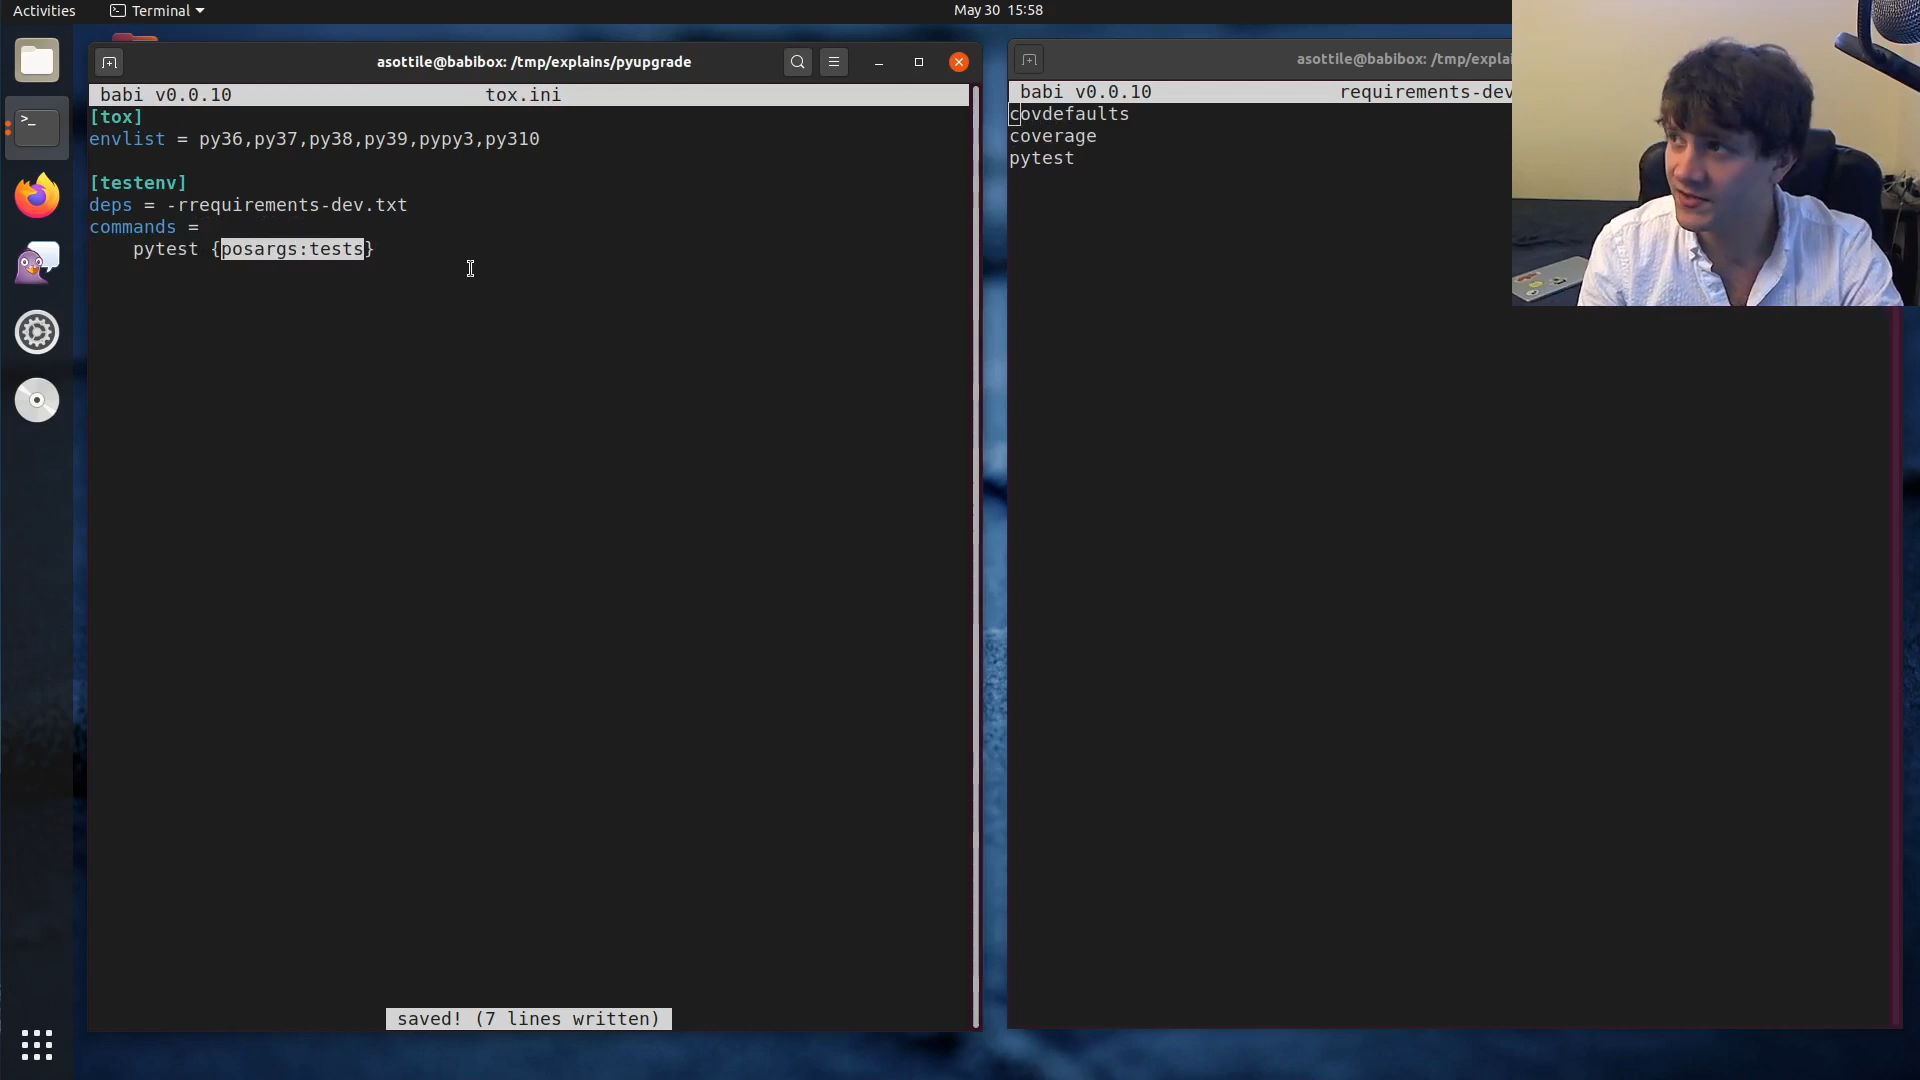 Activities
Terminal
May 30 15:58
asottile@babibox: /tmp/explains/pyupgrade
babi v0.0.10 tox.ini
[tox]
envlist = py36,py37,py38,py39,pypy3,py310
[testenv]
deps = -rrequirements-dev.txt
commands =
pytest {posargs:tests}
saved! (7 lines written)
asottile@babibox: /tmp/explai
babi v0.0.10 requirements-dev
covdefaults
coverage
pytest